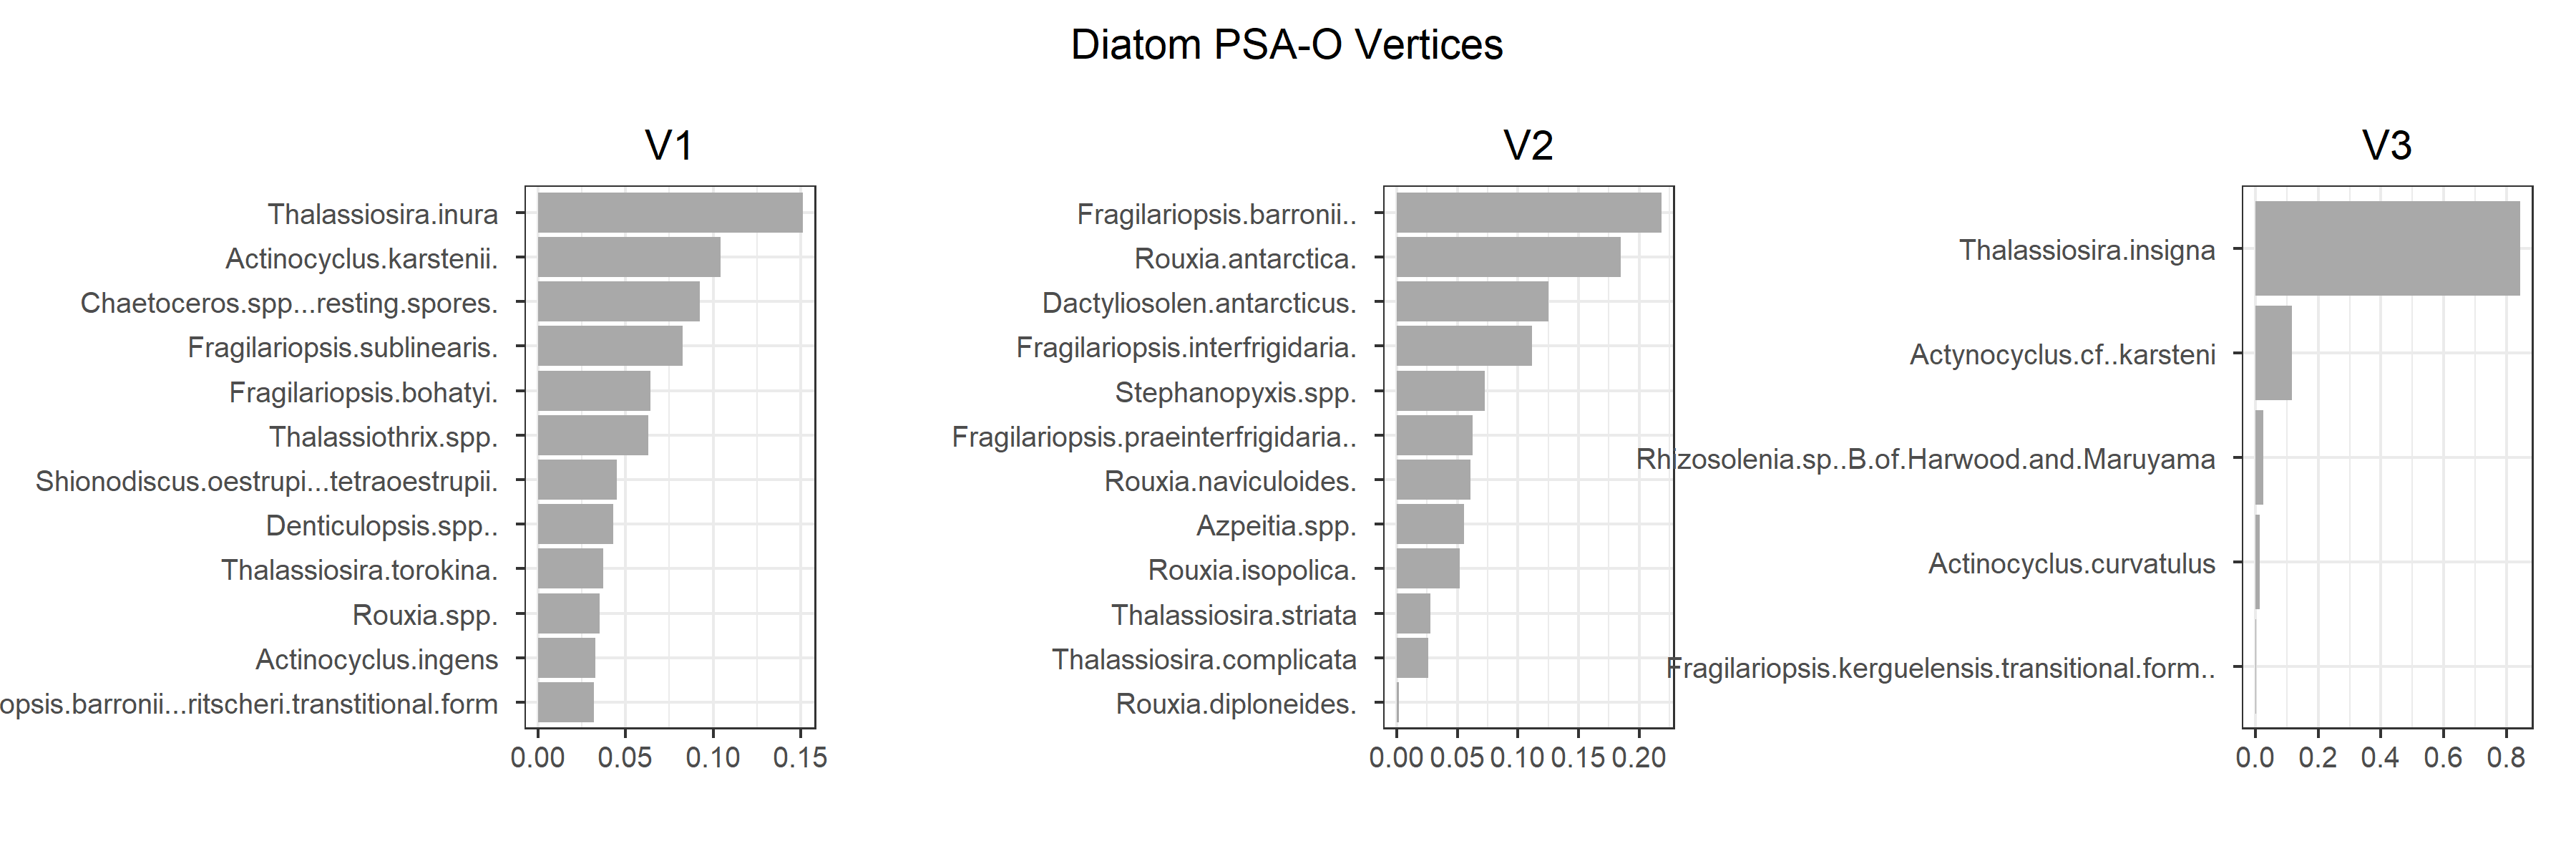 Diatom PSA-O Vertices
V1
Thalassiosira.inura
Actinocyclus.karstenii.
Chaetoceros.spp...resting.spores.
Fragilariopsis.sublinearis.
Fragilariopsis.bohatyi.
Thalassiothrix.spp.
Shionodiscus.oestrupi...tetraoestrupii.
Denticulopsis.spp..
Thalassiosira.torokina.
Rouxia.spp.
Actinocyclus.ingens
opsis.barronii...ritscheri.transtitional.form
0.00 0.05 0.10 0.15
V2
Fragilariopsis.barronii..
Rouxia.antarctica.
Dactyliosolen.antarcticus.
Fragilariopsis.interfrigidaria.
Stephanopyxis.spp.
Fragilariopsis.praeinterfrigidaria..
Rouxia.naviculoides.
Azpeitia.spp.
Rouxia.isopolica.
Thalassiosira.striata
Thalassiosira.complicata
Rouxia.diploneides.
0.00 0.05 0.10 0.15 0.20
V3
Thalassiosira.insigna
Actynocyclus.cf..karsteni
Rhizosolenia.sp..B.of.Harwood.and.Maruyama
Actinocyclus.curvatulus
Fragilariopsis.kerguelensis.transitional.form..
0.0 0.2 0.4 0.6 0.8